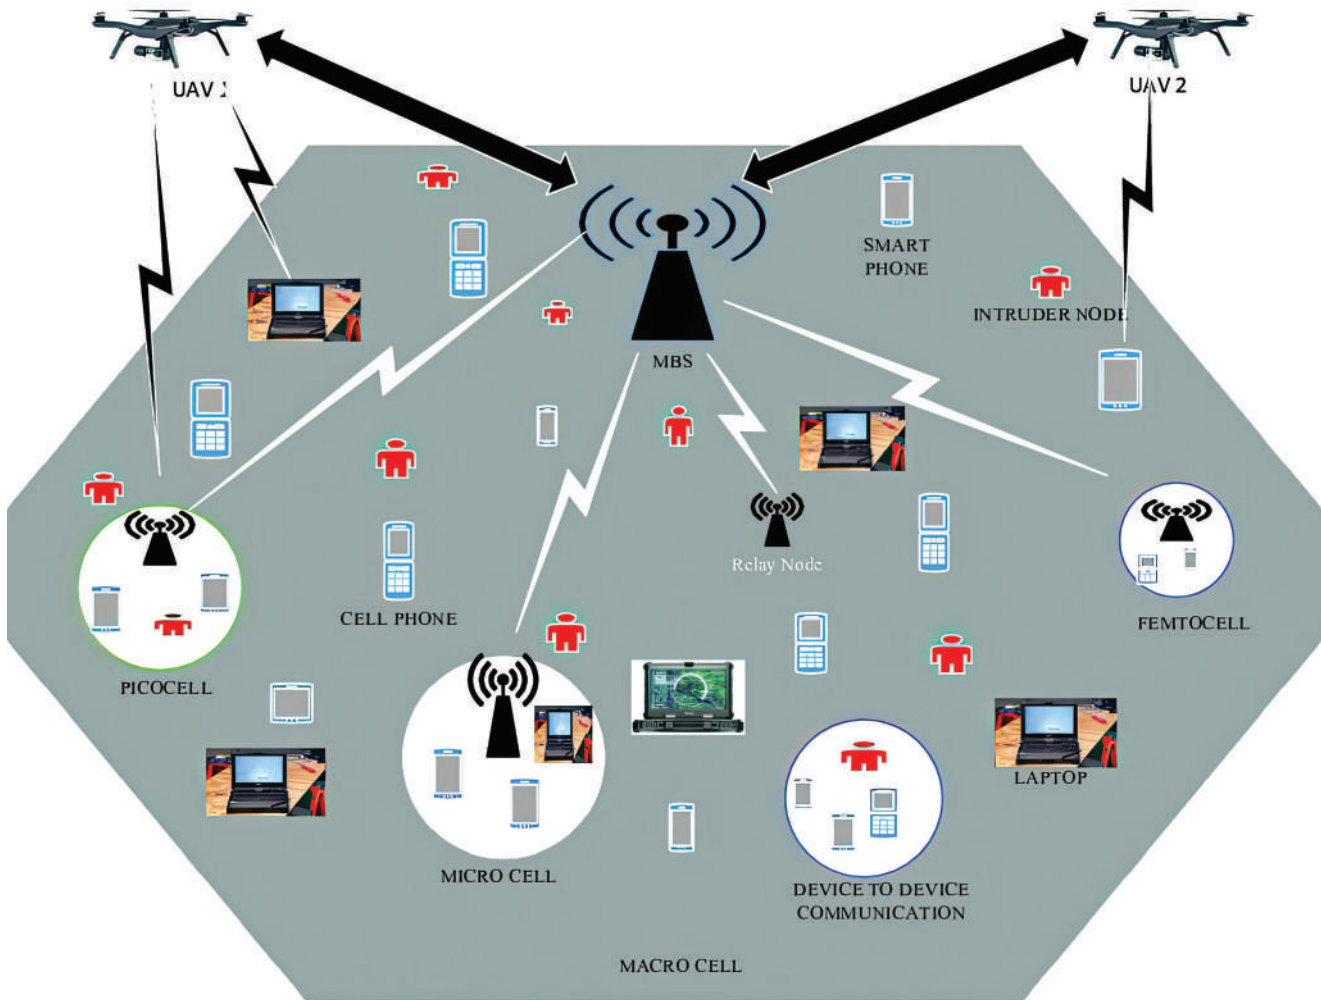 UAV 1
UAV 2
SMART
PHONE
INTRUDER NODE
MBS
Relay Node
CELL PHONE
FEMTOCELL
PICOCELL
LAPTOP
MICRO CELL
DEVICE TO DEVICE
COMMUNICATION
MACRO CELL